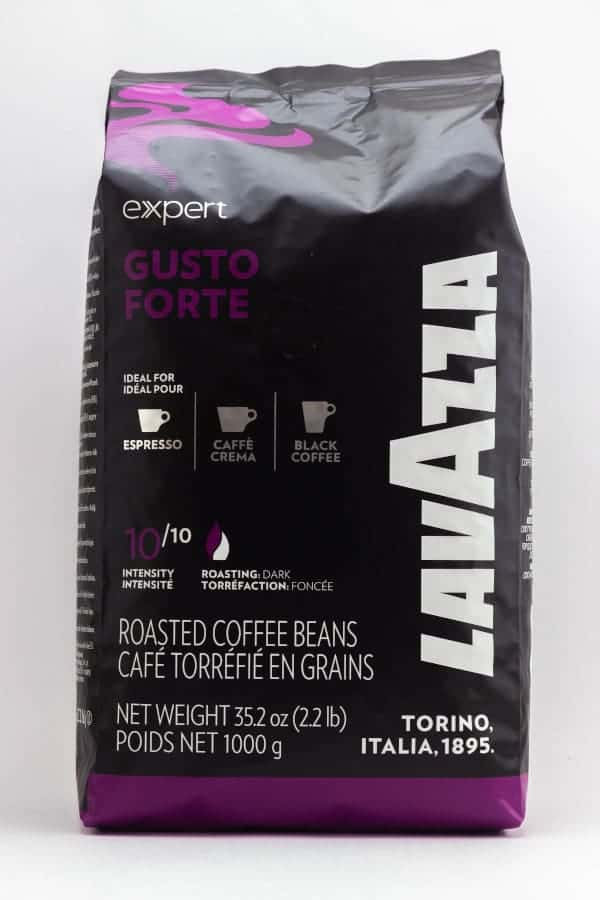 expert
GUSTO
FORTE
IDEAL FOR
IDÉAL POUR
ESPRESSO
CAFFÈ
CREMA
BLACK
COFFEE
10/10
INTENSITY
INTENSITÉ
ROASTING: DARK
TORRÉFACTION: FONCÉE
ROASTED COFFEE BEANS
CAFÉ TORRÉFIÉ EN GRAINS
NET WEIGHT 35.2 oz (2.2 lb)
POIDS NET 1000 g
LAVAZZA
TORINO,
ITALIA, 1895.